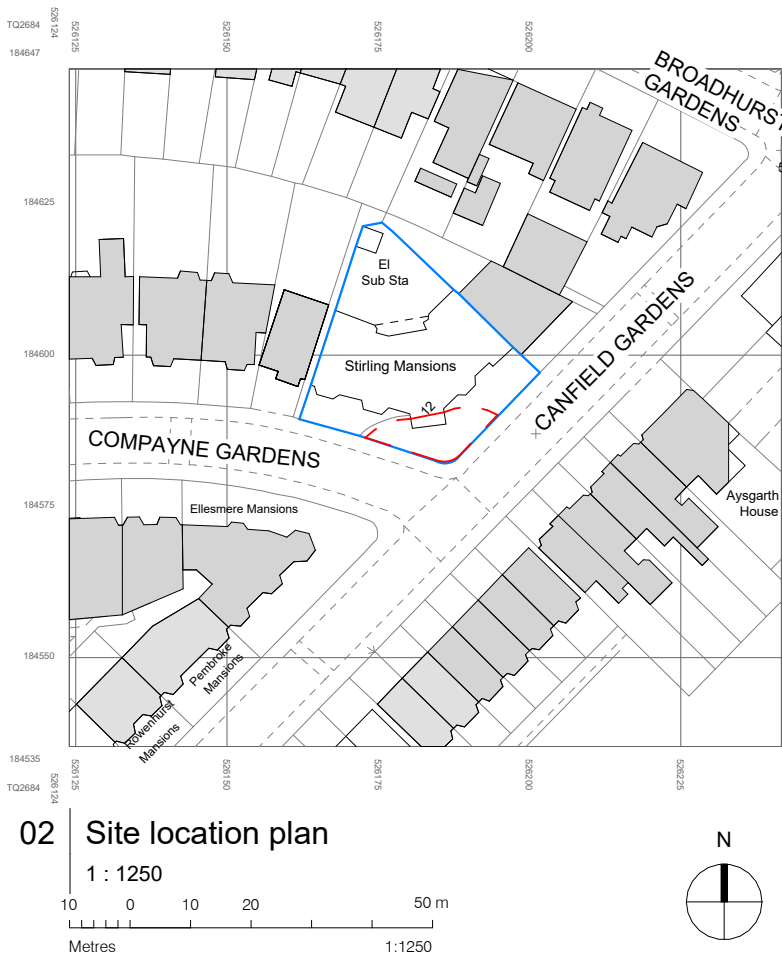 TQ2684
526124
526125
526150
526175
526200
184647
BROADHURST
GARDENS
184625
El
Sub Sta
CANFIELD GARDENS
184600
Stirling Mansions
12
COMPAYNE GARDENS
Aysgarth
House
184575
Ellesmere Mansions
184550
Pembroke
Mansions
Rowenhurst
Mansions
184535
TQ2684
526124
526125
526150
526175
526200
526225
02
Site location plan
1 : 1250
N
10 0 10 20 50 m
Metres 1:1250